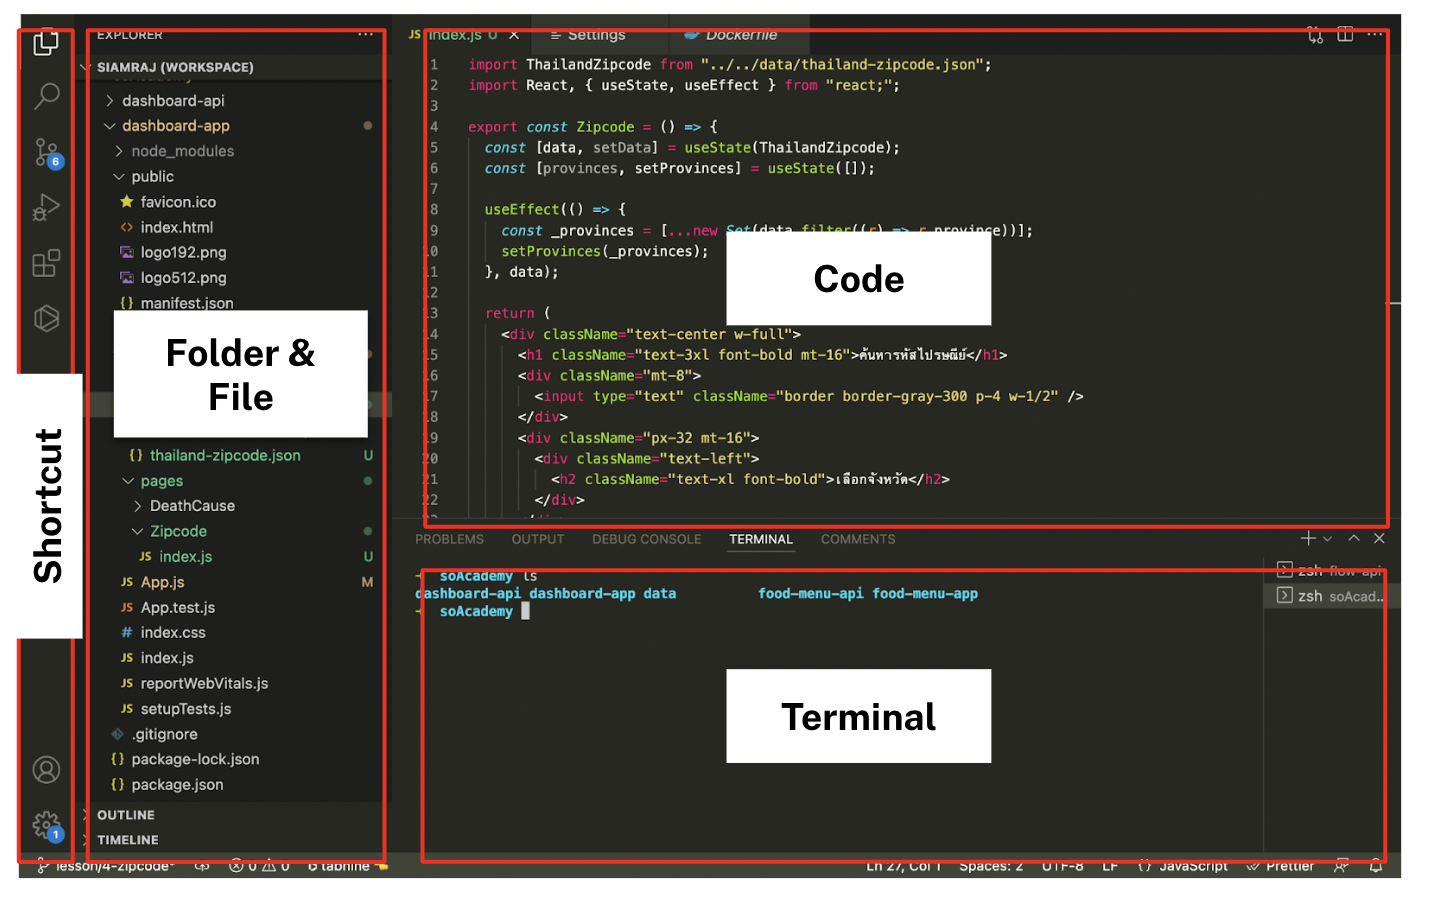 EXPLORER
SIAMRAJ (WORKSPACE)
dashboard-api
dashboard-app
node_modules
public
favicon.ico
index.html
logo192.png
logo512.png
manifest.json
Folder &
File
thailand-zipcode.json U
pages
DeathCause
Zipcode
JS index.js U
JS App.js M
JS App.test.js
# index.css
JS index.js
JS reportWebVitals.js
JS setupTests.js
.gitignore
{} package-lock.json
{} package.json
OUTLINE
TIMELINE
6
1
Shortcut
JS index.js U
Settings
Dockerfile
1 import ThailandZipcode from "../../data/thailand-zipcode.json";
2 import React, { useState, useEffect } from "react;";
3
4 export const Zipcode = () => {
5 const [data, setData] = useState(ThailandZipcode);
6 const [provinces, setProvinces] = useState([]);
7
8 useEffect(() => {
9 const _provinces = [...new Set(data.filter((r) => r.province))];
10 setProvinces(_provinces);
11 }, data);
12
13 return (
14 <div className="text-center w-full">
15 <h1 className="text-3xl font-bold mt-16">ค้นหารหัสไปรษณีย์</h1>
16 <div className="mt-8">
17 <input type="text" className="border border-gray-300 p-4 w-1/2" />
18 </div>
19 <div className="px-32 mt-16">
20 <div className="text-left">
21 <h2 className="text-xl font-bold">เลือกจังหวัด</h2>
22 </div>
Code
PROBLEMS OUTPUT DEBUG CONSOLE TERMINAL COMMENTS
soAcademy ls
dashboard-api dashboard-app data food-menu-api food-menu-app
soAcademy
zsh flow-api
zsh soAcad...
Terminal
lesson/4-zipcode* 0 0 tabnine Ln 27, Col 1 Spaces: 2 UTF-8 LF {} JavaScript Prettier